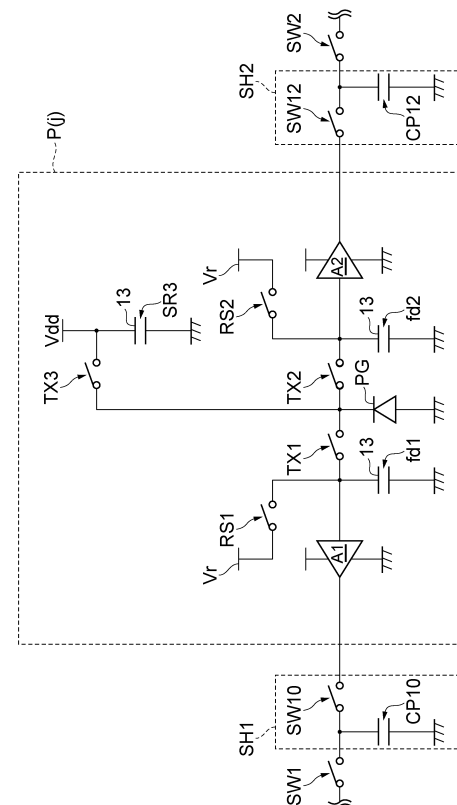 P(j)
Vdd
13
SR3
TX3
Vr
RS1
Vr
RS2
SH1
SW1
SW10
CP10
A1
13
fd1
TX1
PG
TX2
13
fd2
A2
SH2
SW12
CP12
SW2